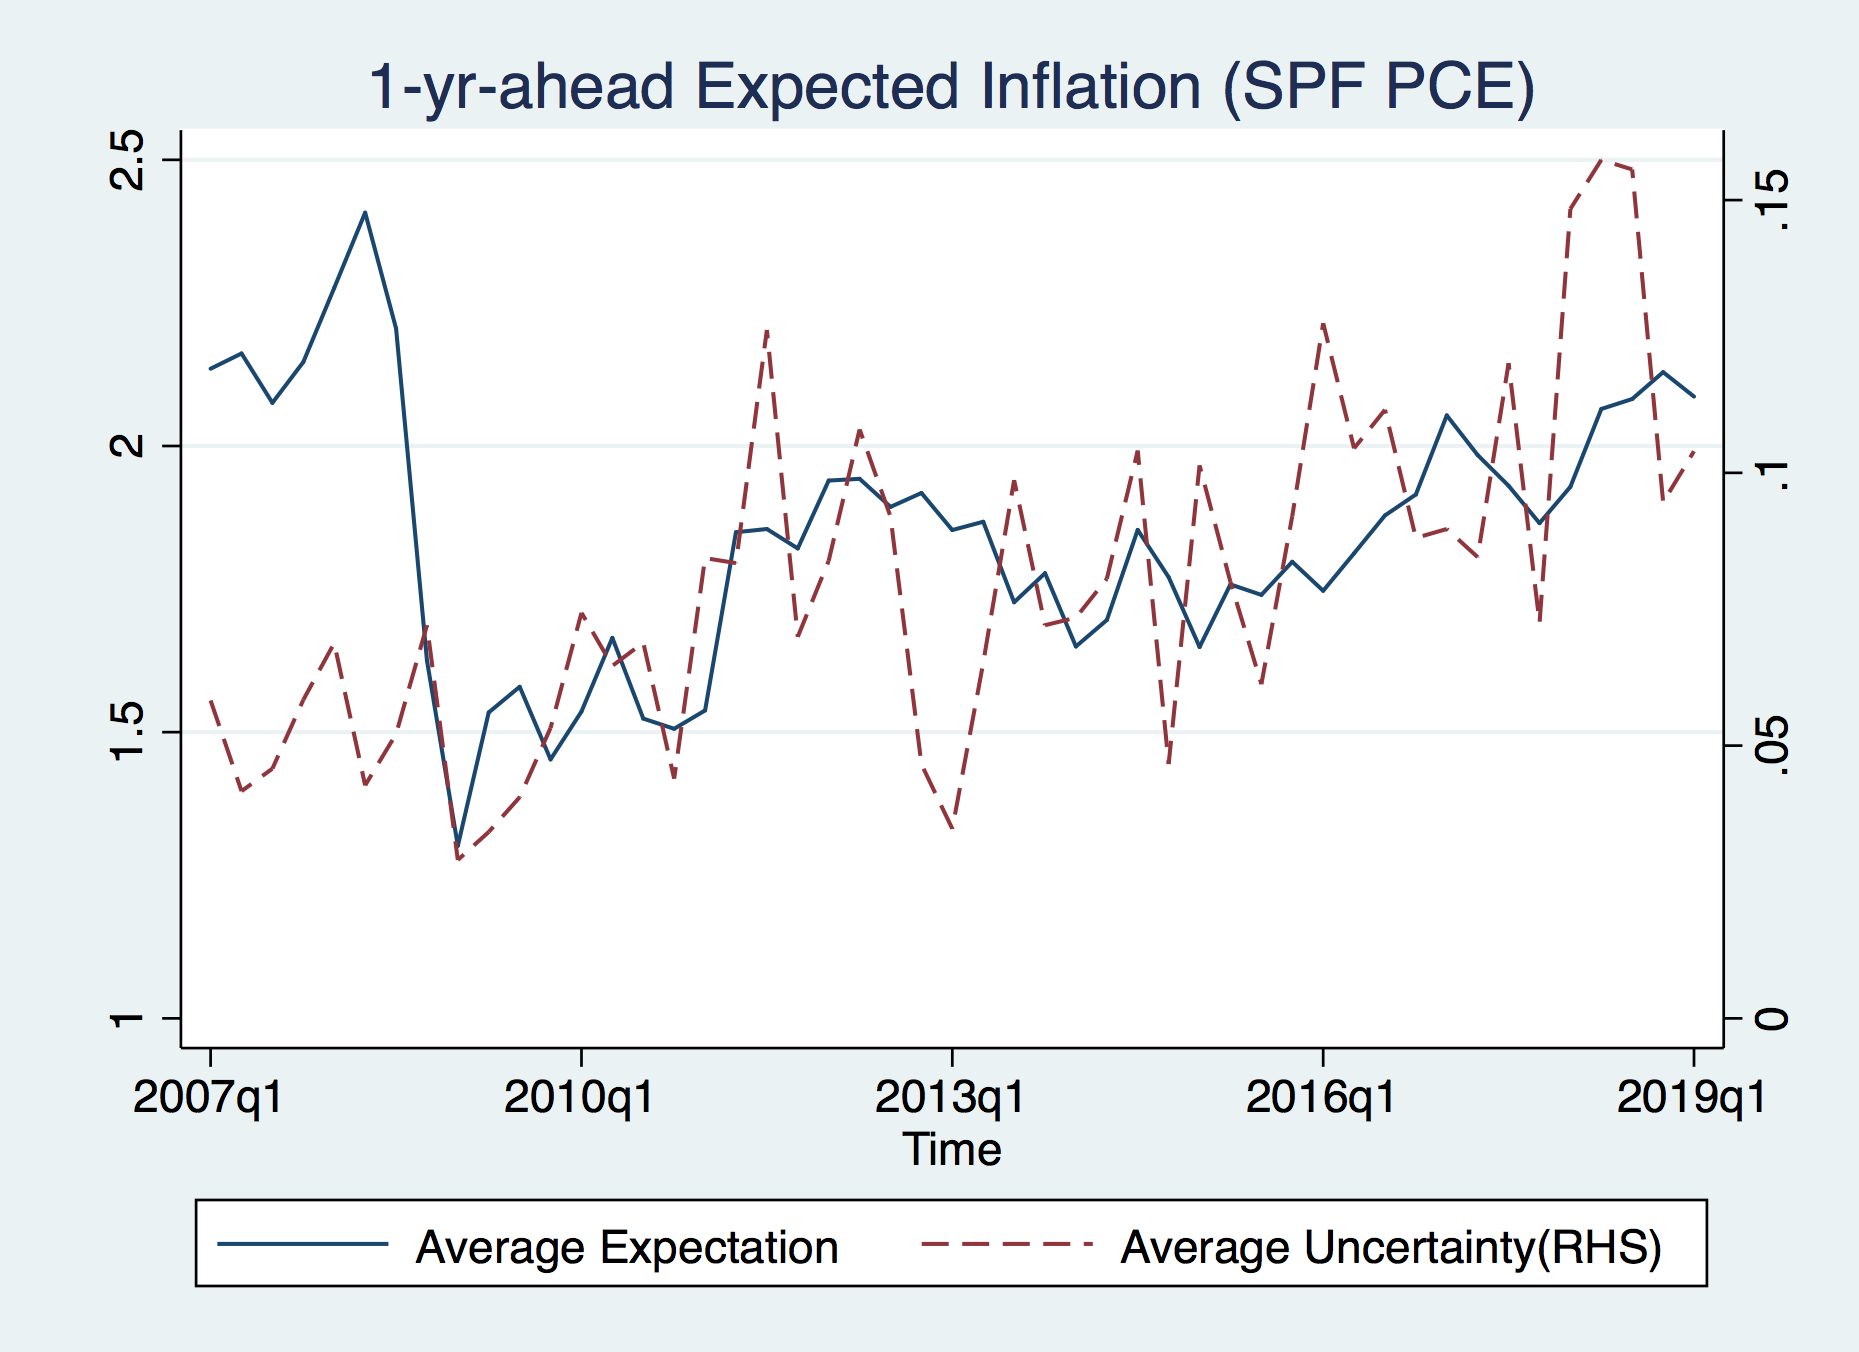 1-yr-ahead Expected Inflation (SPF PCE)
2.5
2
1.5
1
.15
.1
.05
0
2007q1 2010q1 2013q1 2016q1 2019q1
Time
Average Expectation Average Uncertainty(RHS)